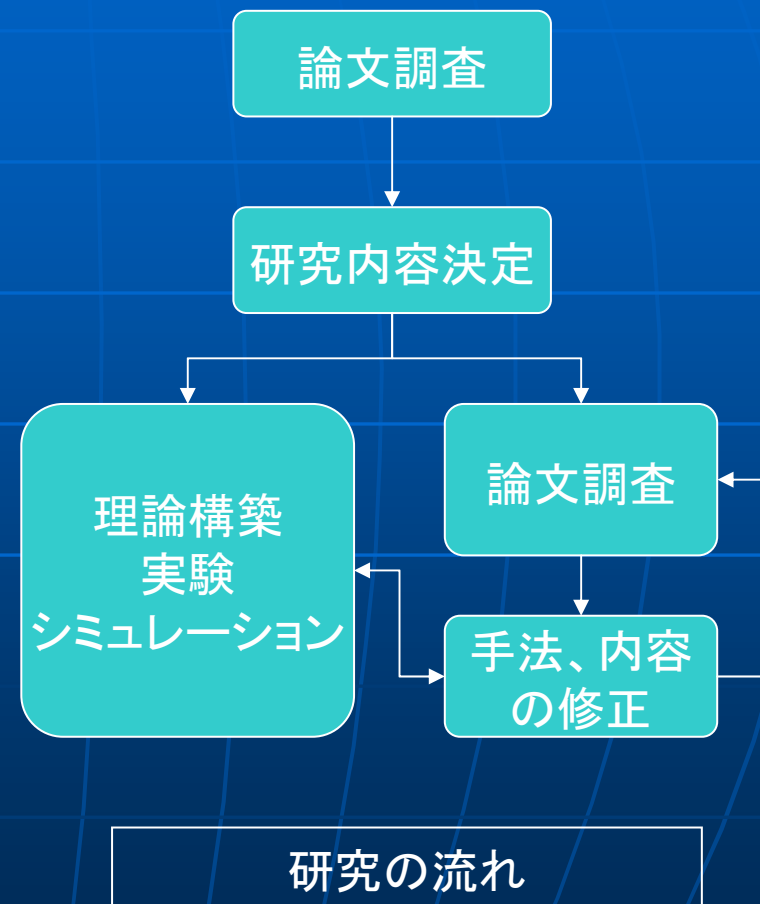 論文調査
研究内容決定
理論構築
実験
シミュレーション
論文調査
手法、内容
の修正
研究の流れ